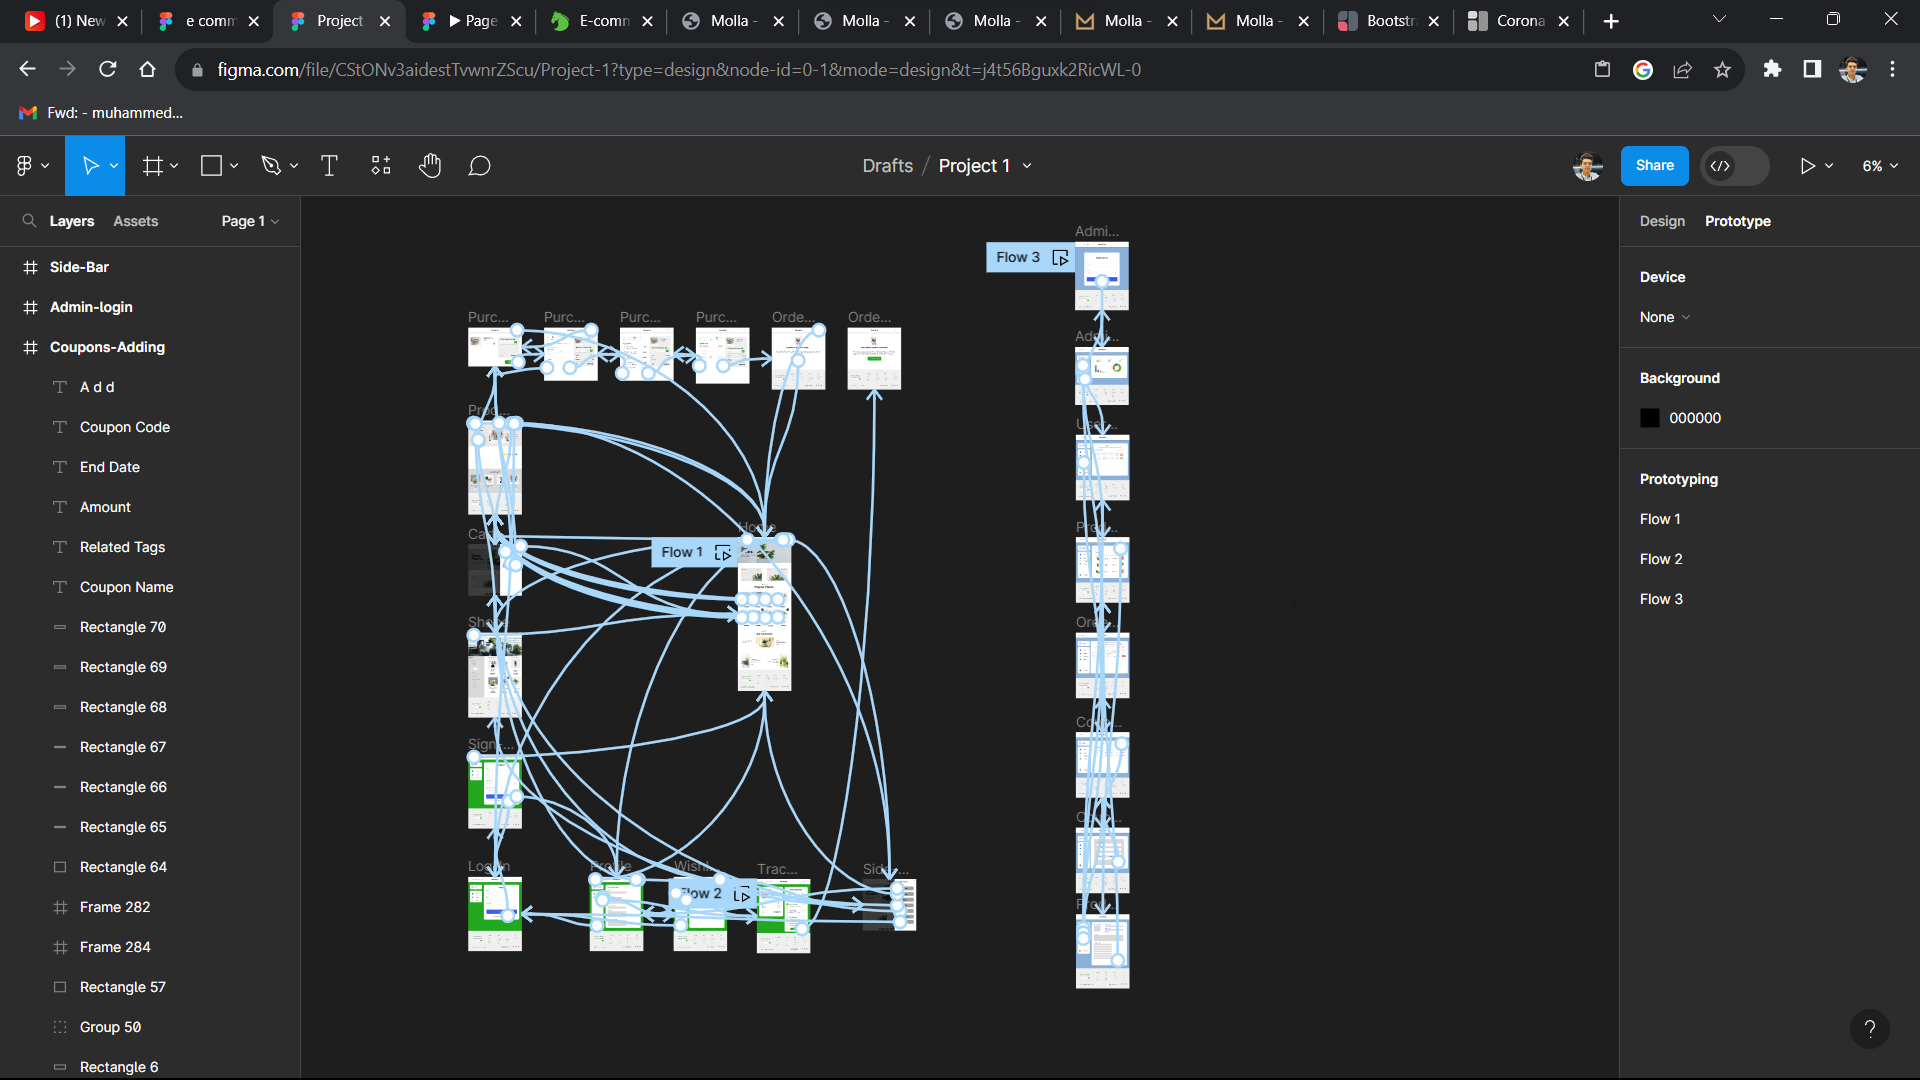 (1) New
e comm
Project
Page
E-comm
Molla -
Molla -
Molla -
Molla -
Molla -
Bootstr
Corona
figma.com/file/CStONv3aidestTvwnrZScu/Project-1?type=design&node-id=0-1&mode=design&t=j4t56Bguxk2RicWL-0
Fwd: - muhammed...
Drafts / Project 1
Share
6%
Layers
Assets
Page 1
Side-Bar
Admin-login
Coupons-Adding
A d d
Coupon Code
End Date
Amount
Related Tags
Coupon Name
Rectangle 70
Rectangle 69
Rectangle 68
Rectangle 67
Rectangle 66
Rectangle 65
Rectangle 64
Frame 282
Frame 284
Rectangle 57
Group 50
Rectangle 6
Admi...
Flow 3
Purc...
Purc...
Purc...
Purc...
Orde...
Orde...
Flow 1
Home
Sign-...
Profile
Wishl...
Trac...
Flow 2
Design
Prototype
Device
None
Background
000000
Prototyping
Flow 1
Flow 2
Flow 3
?